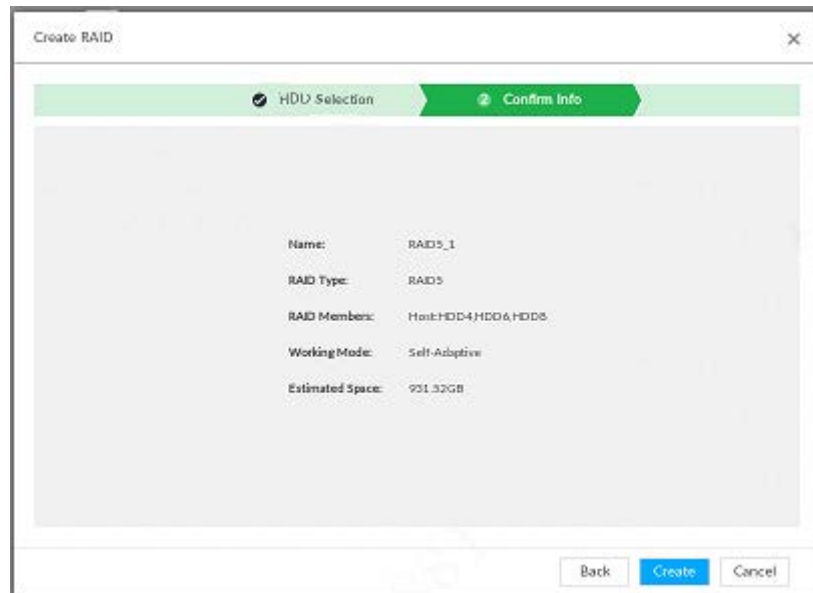 Create RAID
HDD Selection
2 Confirm Info
Name: RAID5_1
RAID Type: RAID5
RAID Members: Host:HDD4,HDD6,HDD8
Working Mode: Self-Adaptive
Estimated Space: 931.32GB
Back Create Cancel